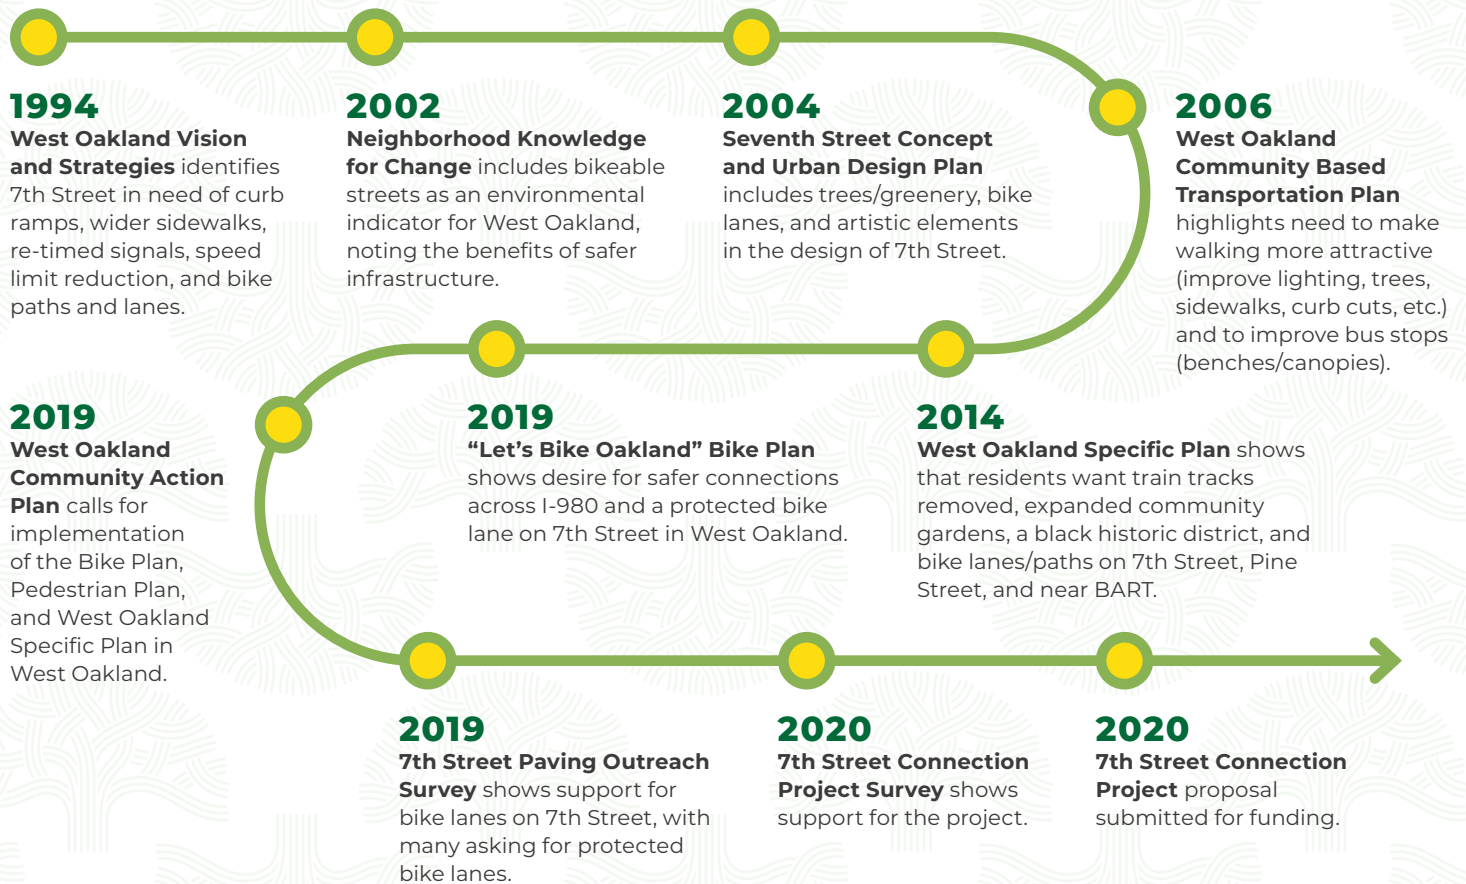 1994
West Oakland Vision
and Strategies identifies
7th Street in need of curb
ramps, wider sidewalks,
re-timed signals, speed
limit reduction, and bike
paths and lanes.
2002
Neighborhood Knowledge
for Change includes bikeable
streets as an environmental
indicator for West Oakland,
noting the benefits of safer
infrastructure.
2004
Seventh Street Concept
and Urban Design Plan
includes trees/greenery, bike
lanes, and artistic elements
in the design of 7th Street.
2006
West Oakland
Community Based
Transportation Plan
highlights need to make
walking more attractive
(improve lighting, trees,
sidewalks, curb cuts, etc.)
and to improve bus stops
(benches/canopies).
2014
West Oakland Specific Plan shows
that residents want train tracks
removed, expanded community
gardens, a black historic district, and
bike lanes/paths on 7th Street, Pine
Street, and near BART.
2019
“Let’s Bike Oakland” Bike Plan
shows desire for safer connections
across I-980 and a protected bike
lane on 7th Street in West Oakland.
2019
West Oakland
Community Action
Plan calls for
implementation
of the Bike Plan,
Pedestrian Plan,
and West Oakland
Specific Plan in
West Oakland.
2019
7th Street Paving Outreach
Survey shows support for
bike lanes on 7th Street, with
many asking for protected
bike lanes.
2020
7th Street Connection
Project Survey shows
support for the project.
2020
7th Street Connection
Project proposal
submitted for funding.